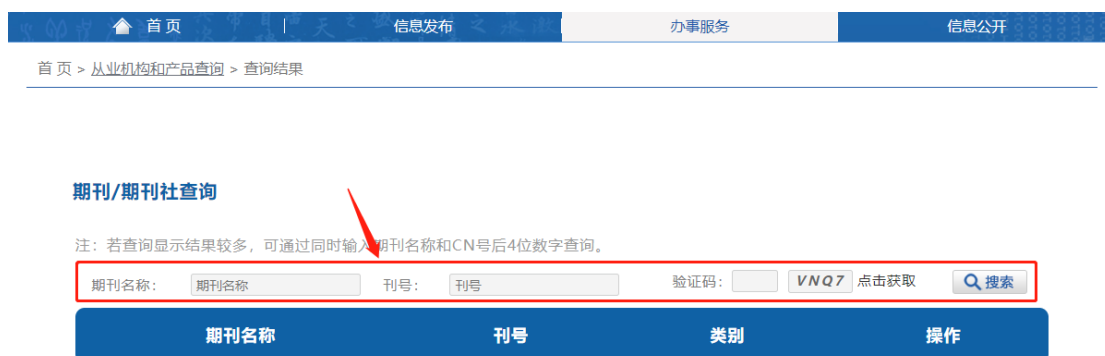 首页 信息发布 办事服务 信息公开
首页 > 从业机构和产品查询 > 查询结果
期刊/期刊社查询
注：若查询显示结果较多，可通过同时输入期刊名称和CN号后4位数字查询。
期刊名称： 期刊名称 刊号： 刊号 验证码： VNQ7 点击获取 搜索
期刊名称 刊号 类别 操作